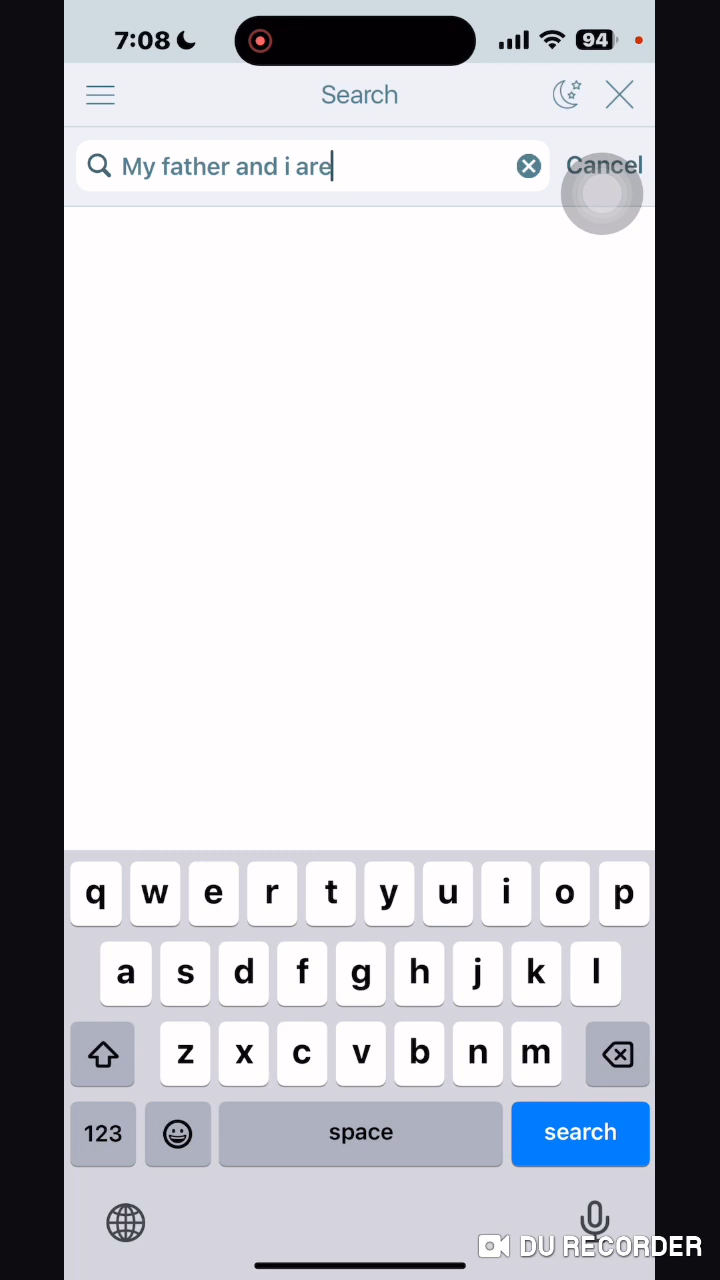 7:08 94
Search
My father and i are Cancel
q w e r t y u i o p
a s d f g h j k l
z x c v b n m
123 space search
DU RECORDER